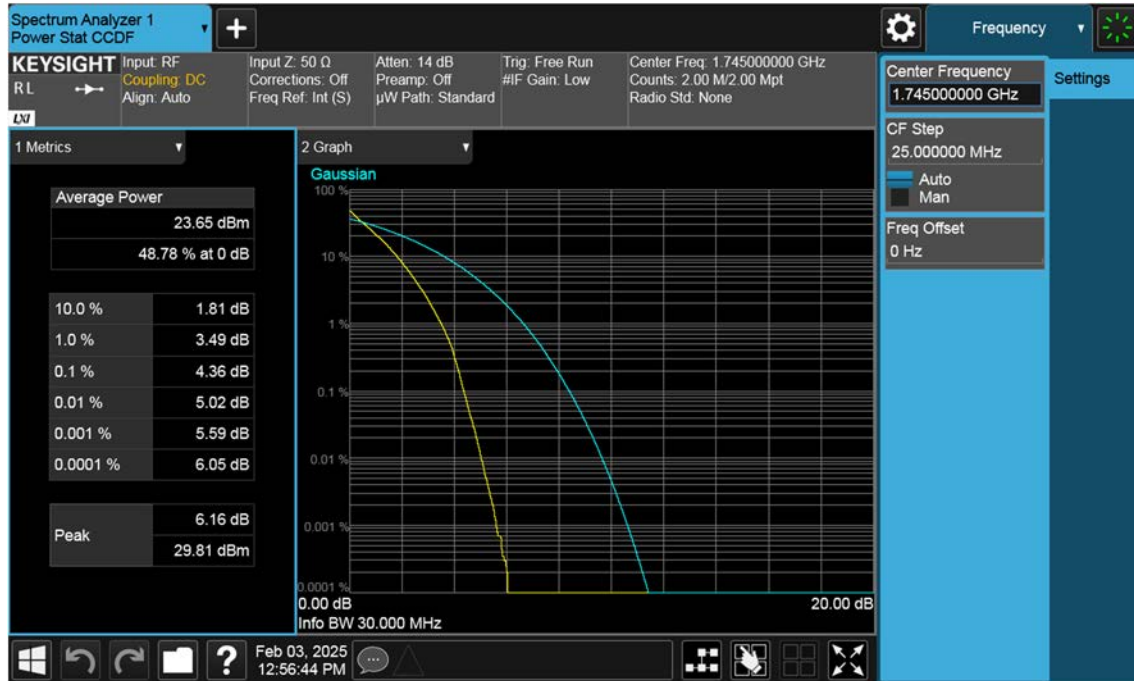 Spectrum Analyzer 1
Power Stat CCDF
Frequency
KEYSIGHT
R L
LXI
Input: RF
Coupling: DC
Align: Auto
Input Z: 50 Ω
Corrections: Off
Freq Ref: Int (S)
Atten: 14 dB
Preamp: Off
µW Path: Standard
Trig: Free Run
#IF Gain: Low
Center Freq: 1.745000000 GHz
Counts: 2.00 M/2.00 Mpt
Radio Std: None
Center Frequency
1.745000000 GHz
Settings
CF Step
25.000000 MHz
Auto
Man
Freq Offset
0 Hz
1 Metrics
Average Power
23.65 dBm
48.78 % at 0 dB
10.0 % 1.81 dB
1.0 % 3.49 dB
0.1 % 4.36 dB
0.01 % 5.02 dB
0.001 % 5.59 dB
0.0001 % 6.05 dB
Peak
6.16 dB
29.81 dBm
2 Graph
Gaussian
100 %
10 %
1 %
0.1 %
0.01 %
0.001 %
0.0001 %
0.00 dB 20.00 dB
Info BW 30.000 MHz
?
Feb 03, 2025
12:56:44 PM